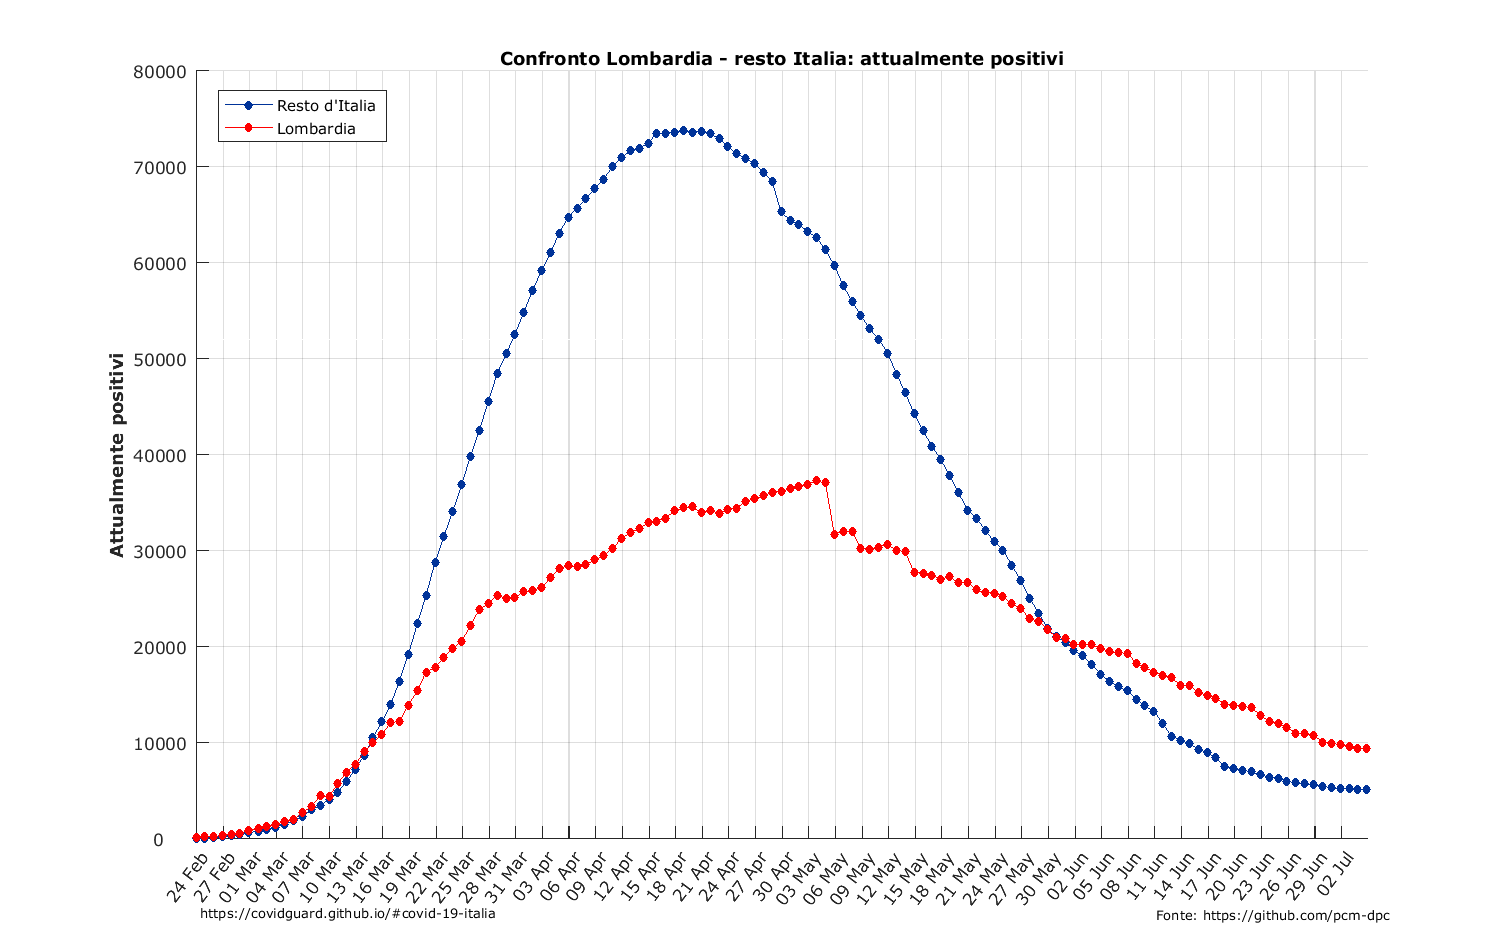 Confronto Lombardia - resto Italia: attualmente positivi
80000
70000
60000
50000
40000
30000
20000
10000
0
Attualmente positivi
Resto d'Italia
Lombardia
24 Feb
27 Feb
01 Mar
04 Mar
07 Mar
10 Mar
13 Mar
16 Mar
19 Mar
22 Mar
25 Mar
28 Mar
31 Mar
03 Apr
06 Apr
09 Apr
12 Apr
15 Apr
18 Apr
21 Apr
24 Apr
27 Apr
30 Apr
03 May
06 May
09 May
12 May
15 May
18 May
21 May
24 May
27 May
30 May
02 Jun
05 Jun
08 Jun
11 Jun
14 Jun
17 Jun
20 Jun
23 Jun
26 Jun
29 Jun
02 Jul
https://covidguard.github.io/#covid-19-italia
Fonte: https://github.com/pcm-dpc